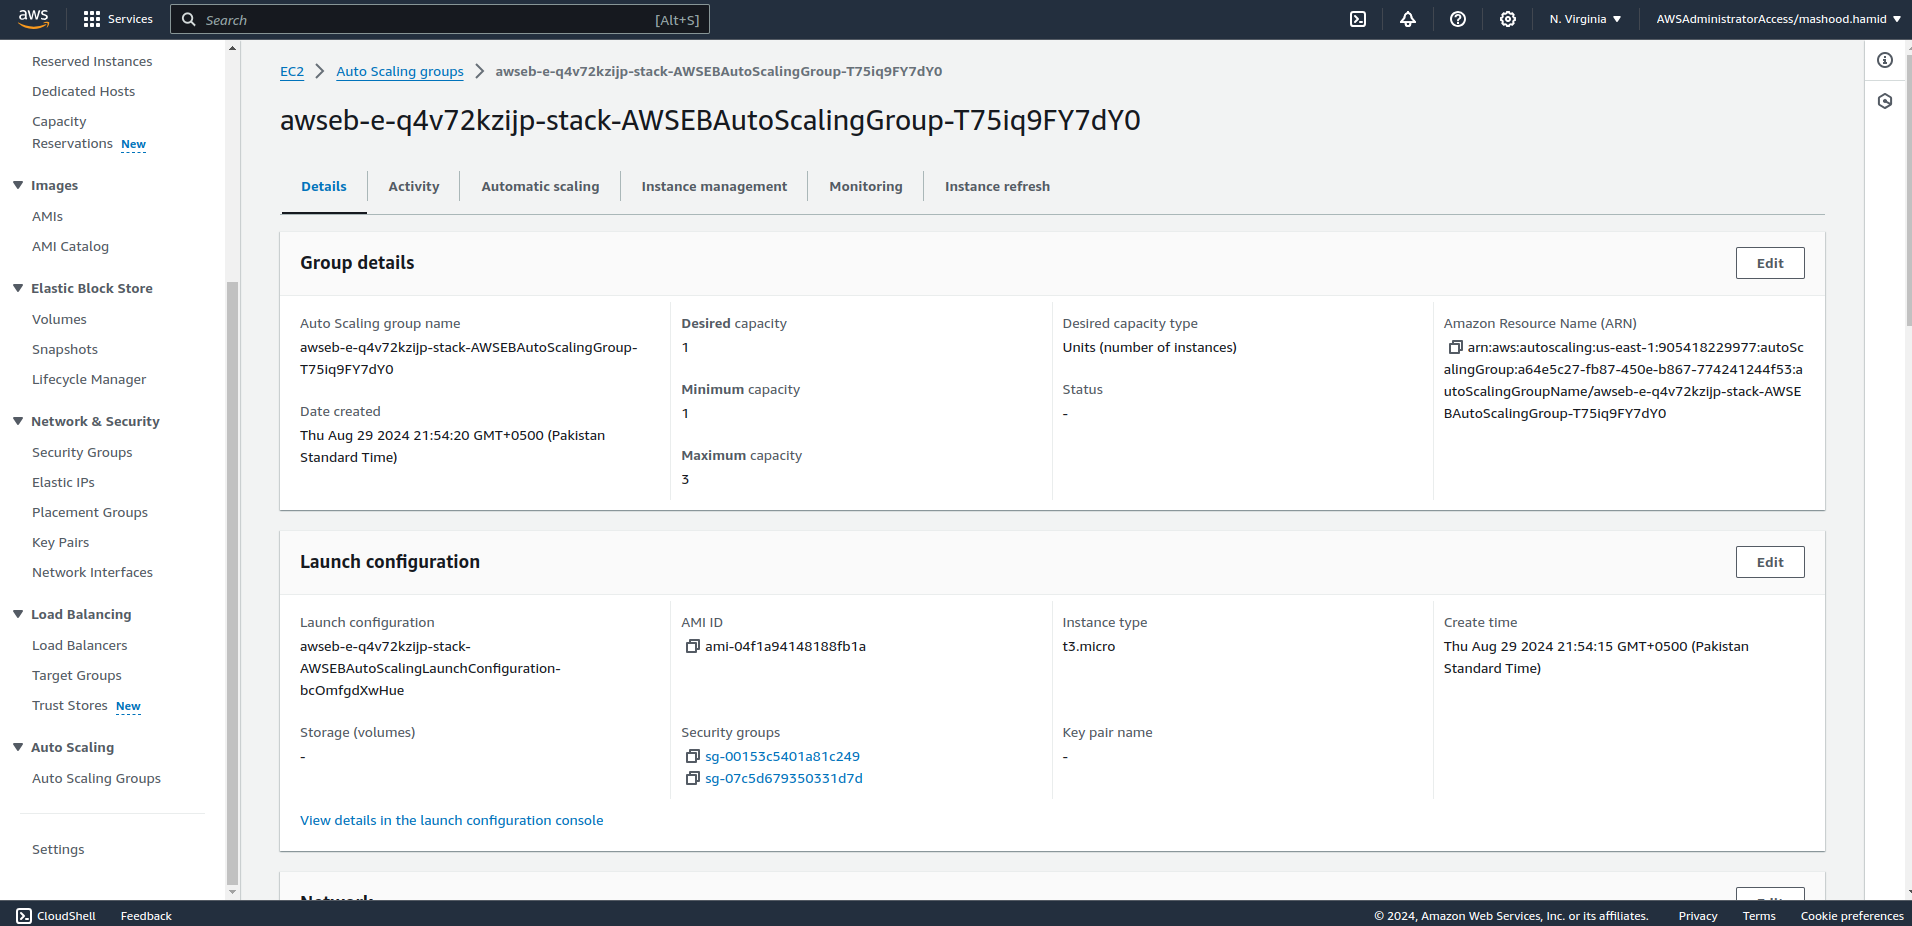 aws
Services
Search
[Alt+S]
N. Virginia
AWSAdministratorAccess/mashood.hamid
Reserved Instances
Dedicated Hosts
Capacity
Reservations New
Images
AMIs
AMI Catalog
Elastic Block Store
Volumes
Snapshots
Lifecycle Manager
Network & Security
Security Groups
Elastic IPs
Placement Groups
Key Pairs
Network Interfaces
Load Balancing
Load Balancers
Target Groups
Trust Stores New
Auto Scaling
Auto Scaling Groups
Settings
EC2 > Auto Scaling groups > awseb-e-q4v72kzijp-stack-AWSEBAutoScalingGroup-T75iq9FY7dY0
awseb-e-q4v72kzijp-stack-AWSEBAutoScalingGroup-T75iq9FY7dY0
Details
Activity
Automatic scaling
Instance management
Monitoring
Instance refresh
Group details
Edit
Auto Scaling group name
awseb-e-q4v72kzijp-stack-AWSEBAutoScalingGroup-
T75iq9FY7dY0
Date created
Thu Aug 29 2024 21:54:20 GMT+0500 (Pakistan
Standard Time)
Desired capacity
1
Minimum capacity
1
Maximum capacity
3
Desired capacity type
Units (number of instances)
Status
-
Amazon Resource Name (ARN)
arn:aws:autoscaling:us-east-1:905418229977:autoSc
alingGroup:a64e5c27-fb87-450e-b867-774241244f53:a
utoScalingGroupName/awseb-e-q4v72kzijp-stack-AWSE
BAutoScalingGroup-T75iq9FY7dY0
Launch configuration
Edit
Launch configuration
awseb-e-q4v72kzijp-stack-
AWSEBAutoScalingLaunchConfiguration-
bcOmfgdXwHue
Storage (volumes)
-
AMI ID
ami-04f1a94148188fb1a
Security groups
sg-00153c5401a81c249
sg-07c5d679350331d7d
Instance type
t3.micro
Key pair name
-
Create time
Thu Aug 29 2024 21:54:15 GMT+0500 (Pakistan
Standard Time)
View details in the launch configuration console
Network
Edit
CloudShell
Feedback
© 2024, Amazon Web Services, Inc. or its affiliates.
Privacy
Terms
Cookie preferences